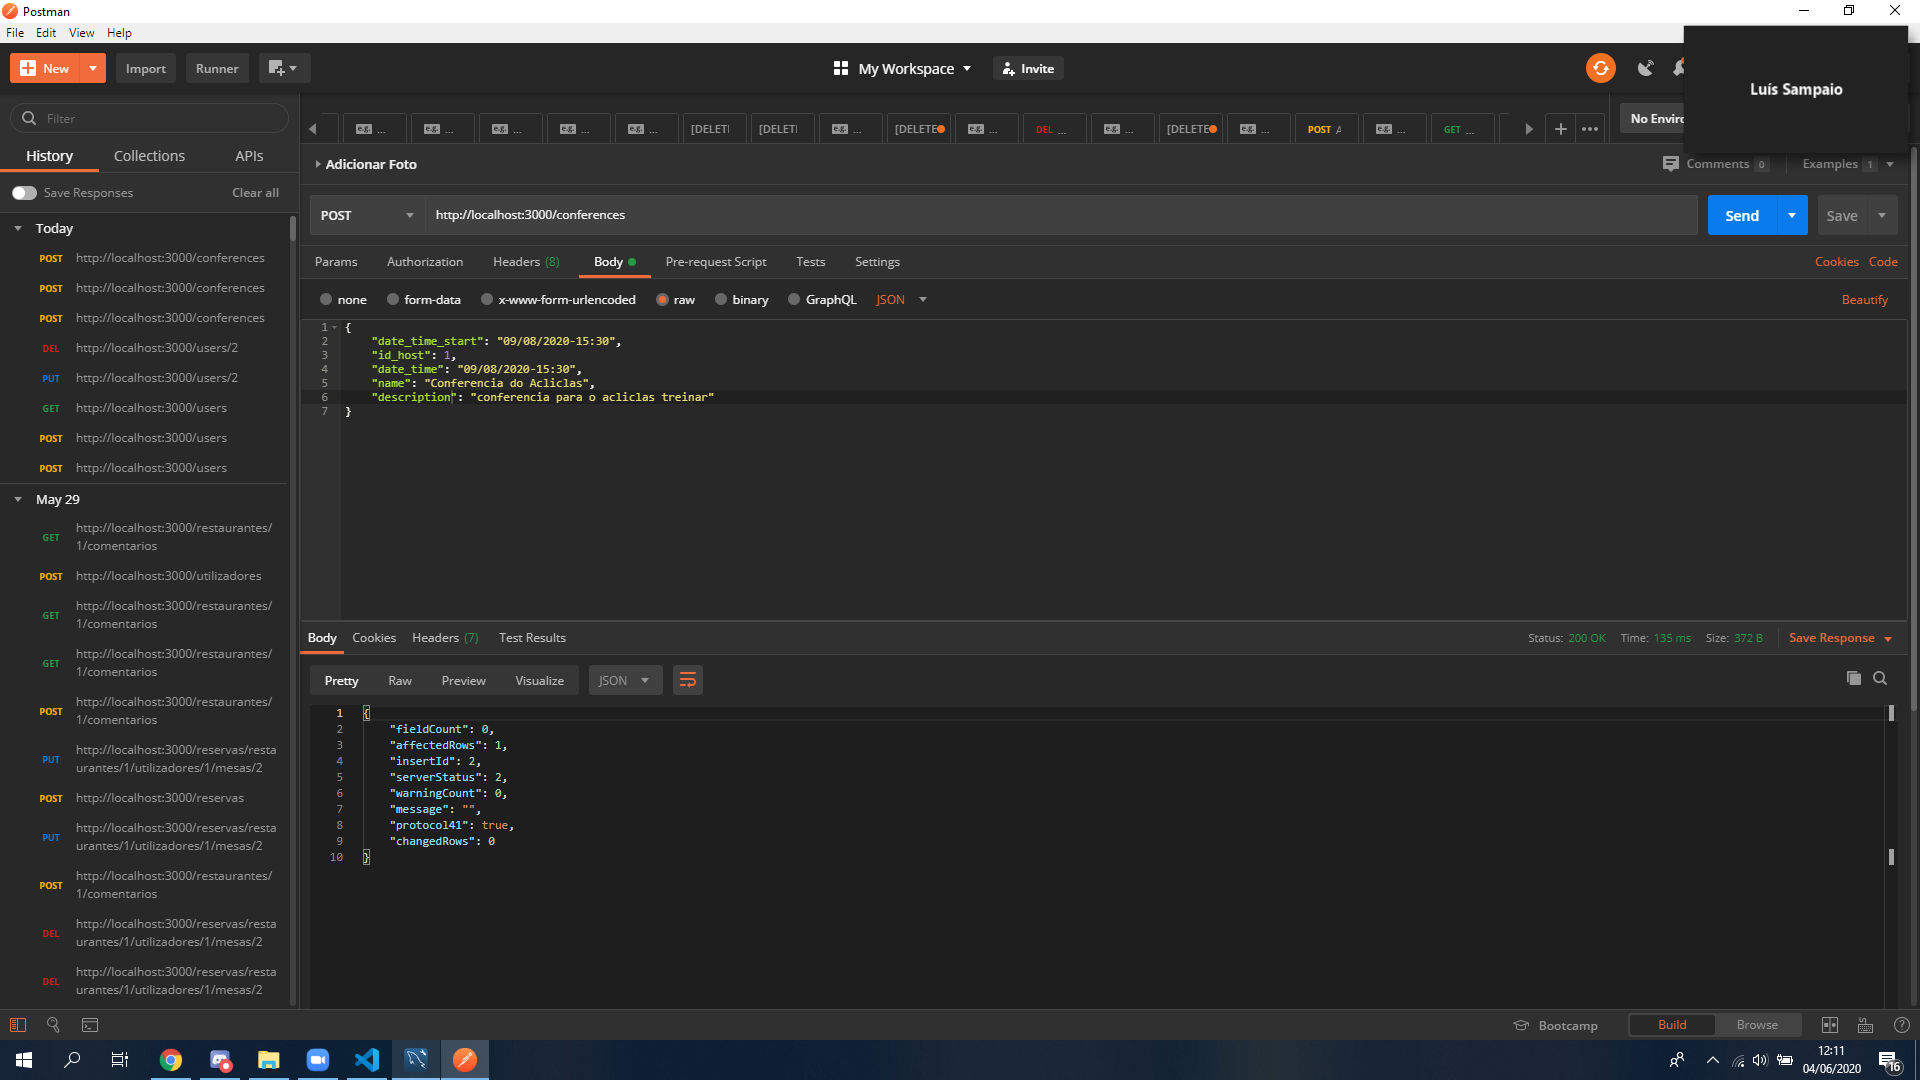 Postman
File Edit View Help
New Import Runner My Workspace Invite
Luís Sampaio
Filter
History Collections APIs
Save Responses Clear all
Today
POST http://localhost:3000/conferences
POST http://localhost:3000/conferences
POST http://localhost:3000/conferences
DEL http://localhost:3000/users/2
PUT http://localhost:3000/users/2
GET http://localhost:3000/users
POST http://localhost:3000/users
POST http://localhost:3000/users
May 29
GET http://localhost:3000/restaurantes/
1/comentarios
POST http://localhost:3000/utilizadores
GET http://localhost:3000/restaurantes/
1/comentarios
GET http://localhost:3000/restaurantes/
1/comentarios
POST http://localhost:3000/restaurantes/
1/comentarios
PUT http://localhost:3000/reservas/resta
urantes/1/utilizadores/1/mesas/2
POST http://localhost:3000/reservas
PUT http://localhost:3000/reservas/resta
urantes/1/utilizadores/1/mesas/2
POST http://localhost:3000/restaurantes/
1/comentarios
DEL http://localhost:3000/reservas/resta
urantes/1/utilizadores/1/mesas/2
DEL http://localhost:3000/reservas/resta
urantes/1/utilizadores/1/mesas/2
e.g. ... e.g. ... e.g. ... e.g. ... e.g. ... [DELETI [DELETI e.g. ... [DELETE e.g. ... DEL ... e.g. ... [DELETE e.g. ... POST A e.g. ... GET ... No Enviro
Adicionar Foto Comments 0 Examples 1
POST http://localhost:3000/conferences Send Save
Params Authorization Headers (8) Body Pre-request Script Tests Settings Cookies Code
none form-data x-www-form-urlencoded raw binary GraphQL JSON Beautify
1 {
2 "date_time_start": "09/08/2020-15:30",
3 "id_host": 1,
4 "date_time": "09/08/2020-15:30",
5 "name": "Conferencia do Acliclas",
6 "description": "conferencia para o acliclas treinar"
7 }
Body Cookies Headers (7) Test Results Status: 200 OK Time: 135 ms Size: 372 B Save Response
Pretty Raw Preview Visualize JSON
1 {
2 "fieldCount": 0,
3 "affectedRows": 1,
4 "insertId": 2,
5 "serverStatus": 2,
6 "warningCount": 0,
7 "message": "",
8 "protocol41": true,
9 "changedRows": 0
10 }
Bootcamp Build Browse
12:11
04/06/2020
16